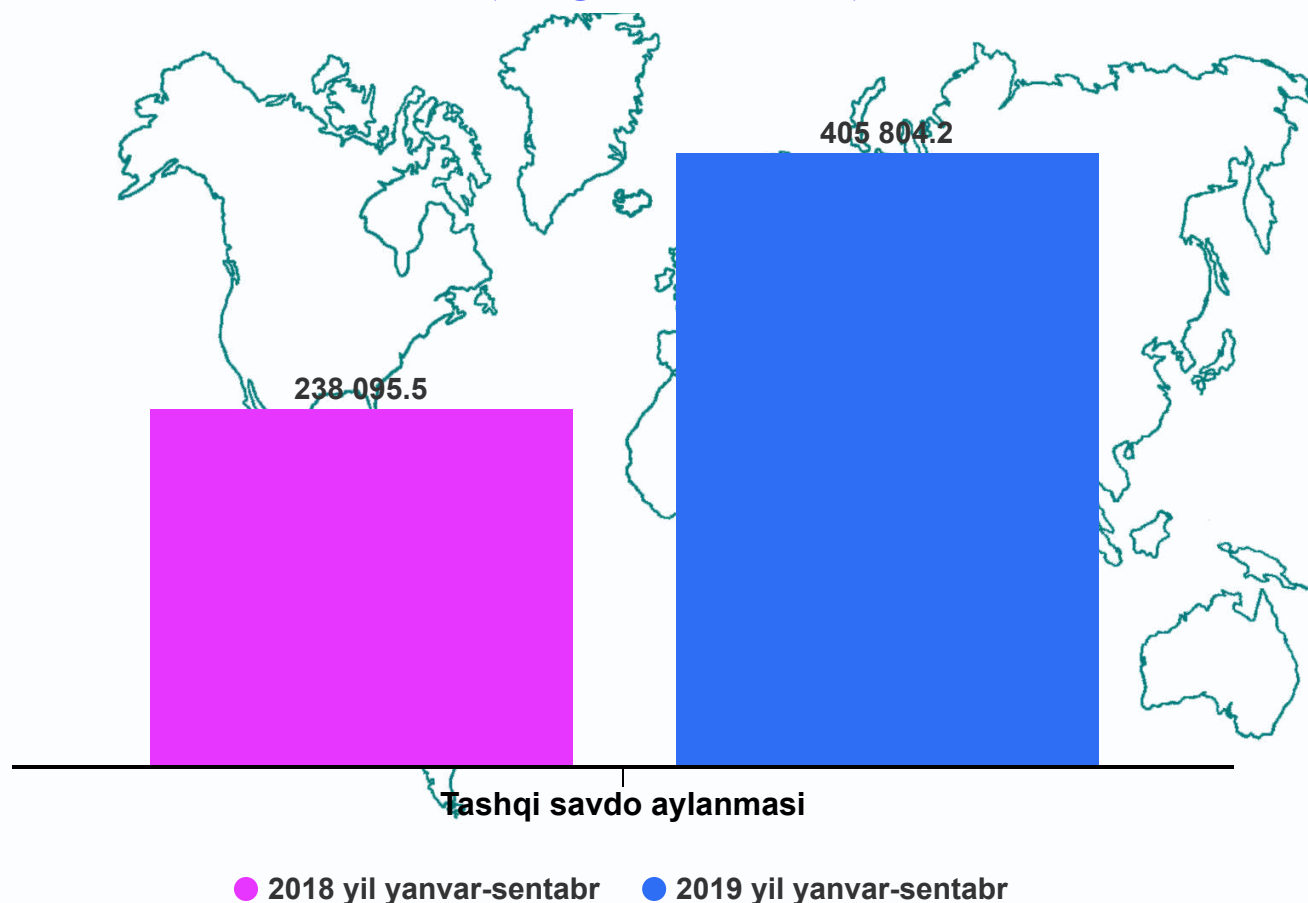 405 804.2
238 095.5
Tashqi savdo aylanmasi
2018 yil yanvar-sentabr 2019 yil yanvar-sentabr